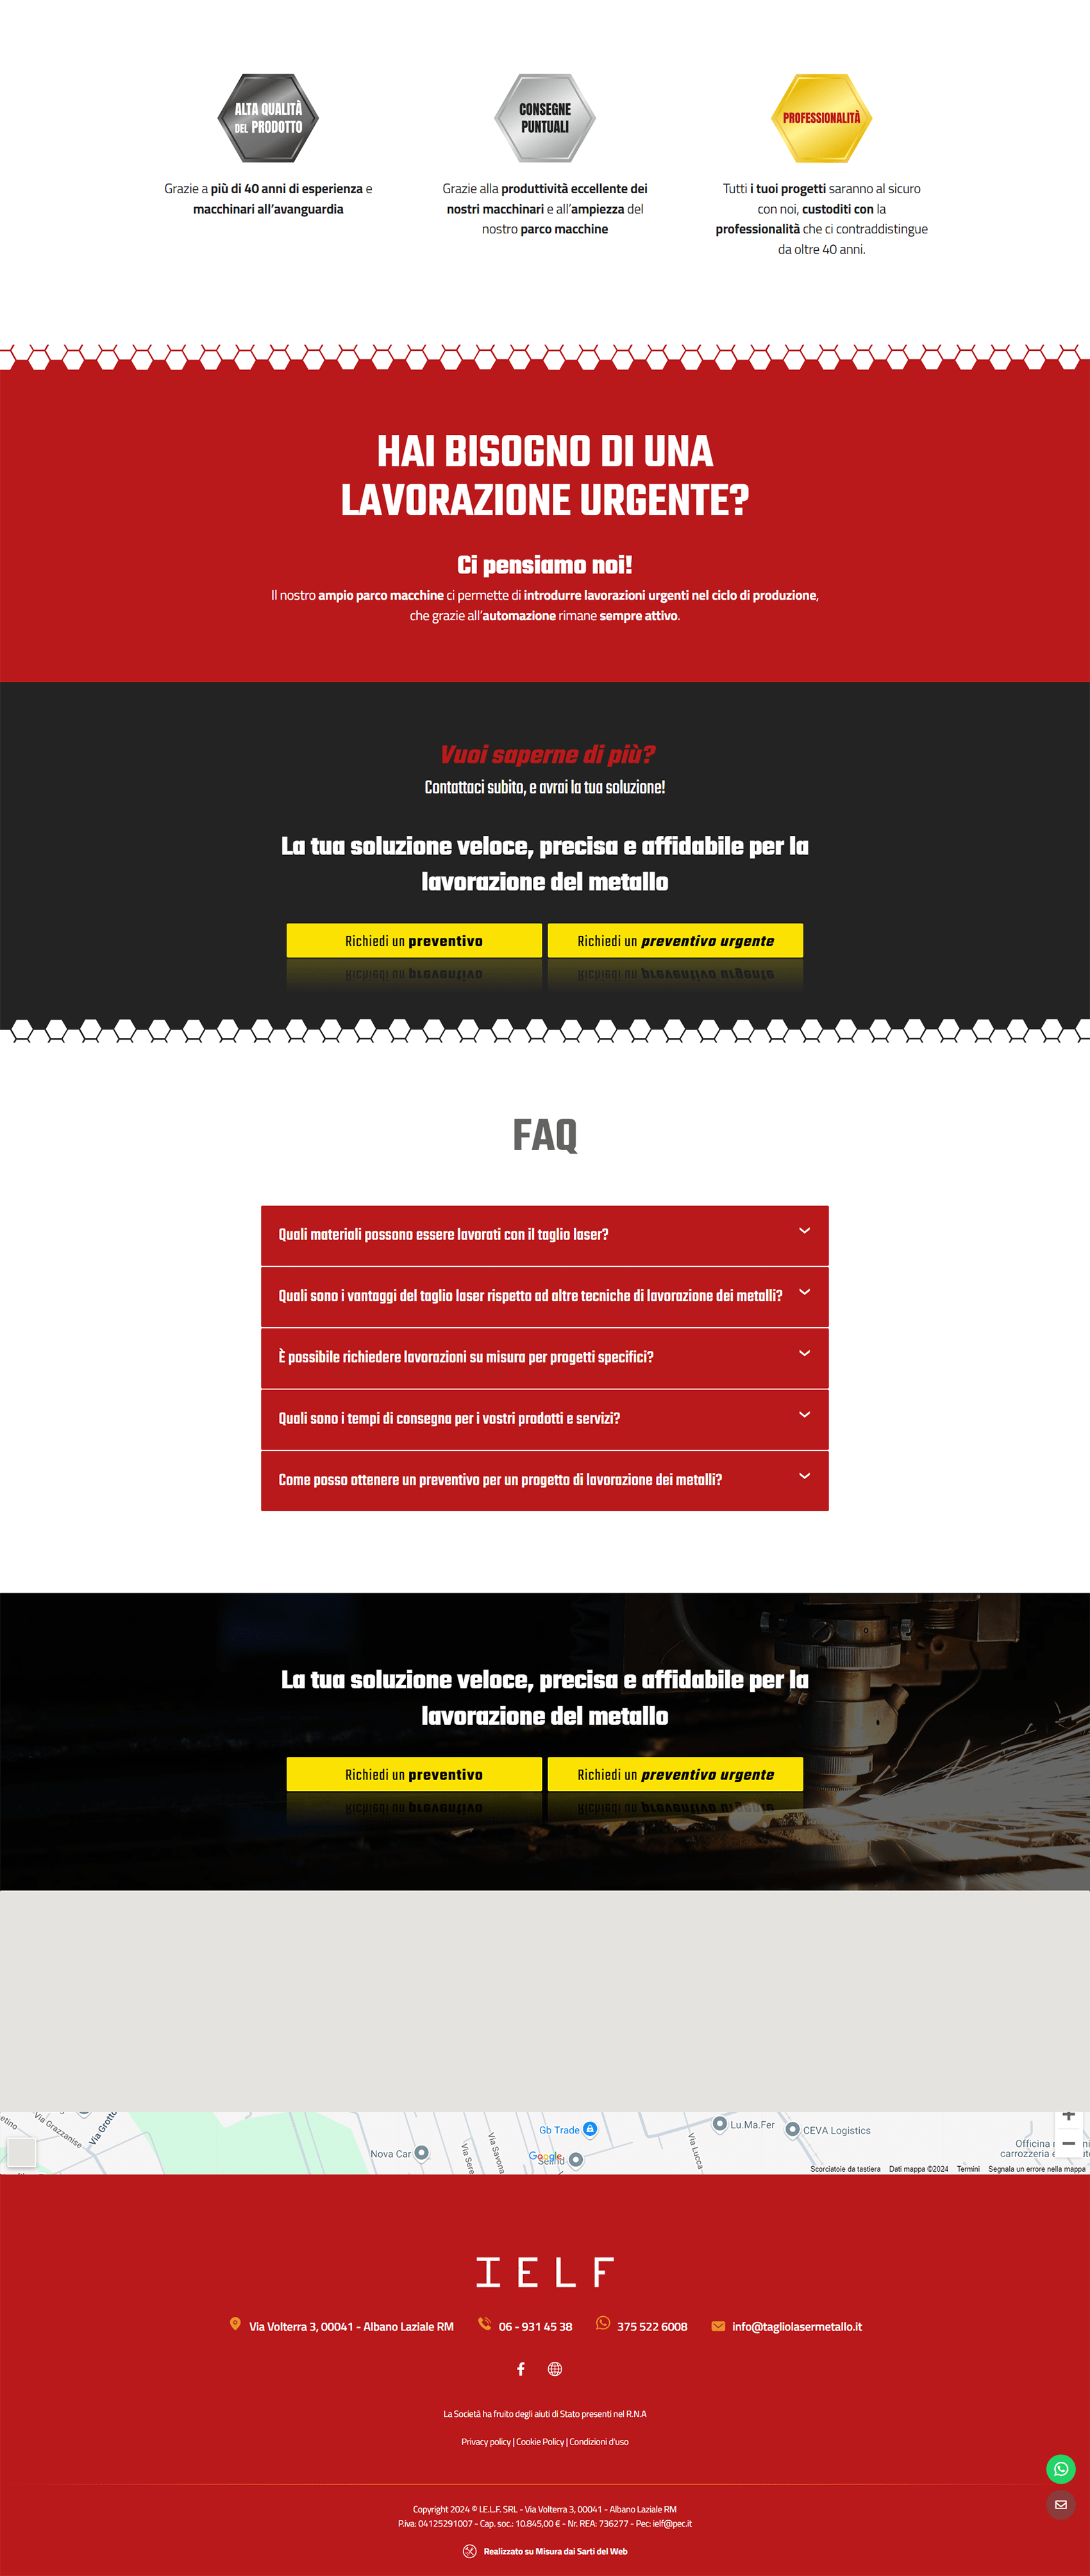 ALTA QUALITÀ
DEL PRODOTTO
Grazie a più di 40 anni di esperienza e
macchinari all'avanguardia
CONSEGNE
PUNTUALI
Grazie alla produttività eccellente dei
nostri macchinari e all'ampiezza del
nostro parco macchine
PROFESSIONALITÀ
Tutti i tuoi progetti saranno al sicuro
con noi, custoditi con la
professionalità che ci contraddistingue
da oltre 40 anni.
HAI BISOGNO DI UNA
LAVORAZIONE URGENTE?
Ci pensiamo noi!
Il nostro ampio parco macchine ci permette di introdurre lavorazioni urgenti nel ciclo di produzione,
che grazie all'automazione rimane sempre attivo.
Vuoi saperne di più?
Contattaci subito, e avrai la tua soluzione!
La tua soluzione veloce, precisa e affidabile per la
lavorazione del metallo
Richiedi un preventivo
Richiedi un preventivo urgente
FAQ
Quali materiali possono essere lavorati con il taglio laser?
Quali sono i vantaggi del taglio laser rispetto ad altre tecniche di lavorazione dei metalli?
È possibile richiedere lavorazioni su misura per progetti specifici?
Quali sono i tempi di consegna per i vostri prodotti e servizi?
Come posso ottenere un preventivo per un progetto di lavorazione dei metalli?
La tua soluzione veloce, precisa e affidabile per la
lavorazione del metallo
Richiedi un preventivo
Richiedi un preventivo urgente
Via Grazzanise
Via Grotto
Nova Car
Via Sere
Via Savona
Gb Trade
Google
Via Lucca
Lu.Ma.Fer
CEVA Logistics
Officina
carrozzeria
Scorciatoie da tastiera
Dati mappa ©2024
Termini
Segnala un errore nella mappa
IELF
Via Volterra 3, 00041 - Albano Laziale RM
06 - 931 45 38
375 522 6008
info@tagliolasermetallo.it
La Società ha fruito degli aiuti di Stato presenti nel R.N.A
Privacy policy | Cookie Policy | Condizioni d'uso
Copyright 2024 © I.E.L.F. SRL - Via Volterra 3, 00041 - Albano Laziale RM
P.iva: 04125291007 - Cap. soc.: 10.845,00 € - Nr. REA: 736277 - Pec: ielf@pec.it
Realizzato su Misura dai Sarti del Web